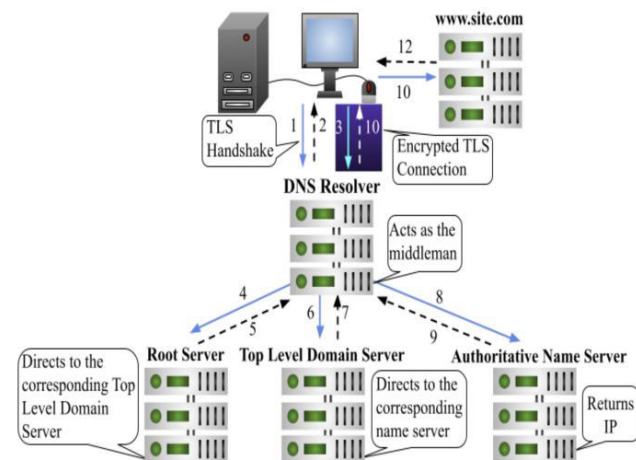 www.site.com
12
10
TLS
Handshake
1
2
3
10
Encrypted TLS
Connection
DNS Resolver
Acts as the
middleman
4
5
6
7
8
9
Root Server
Top Level Domain Server
Authoritative Name Server
Directs to the
corresponding Top
Level Domain
Server
Directs to the
corresponding
name server
Returns
IP